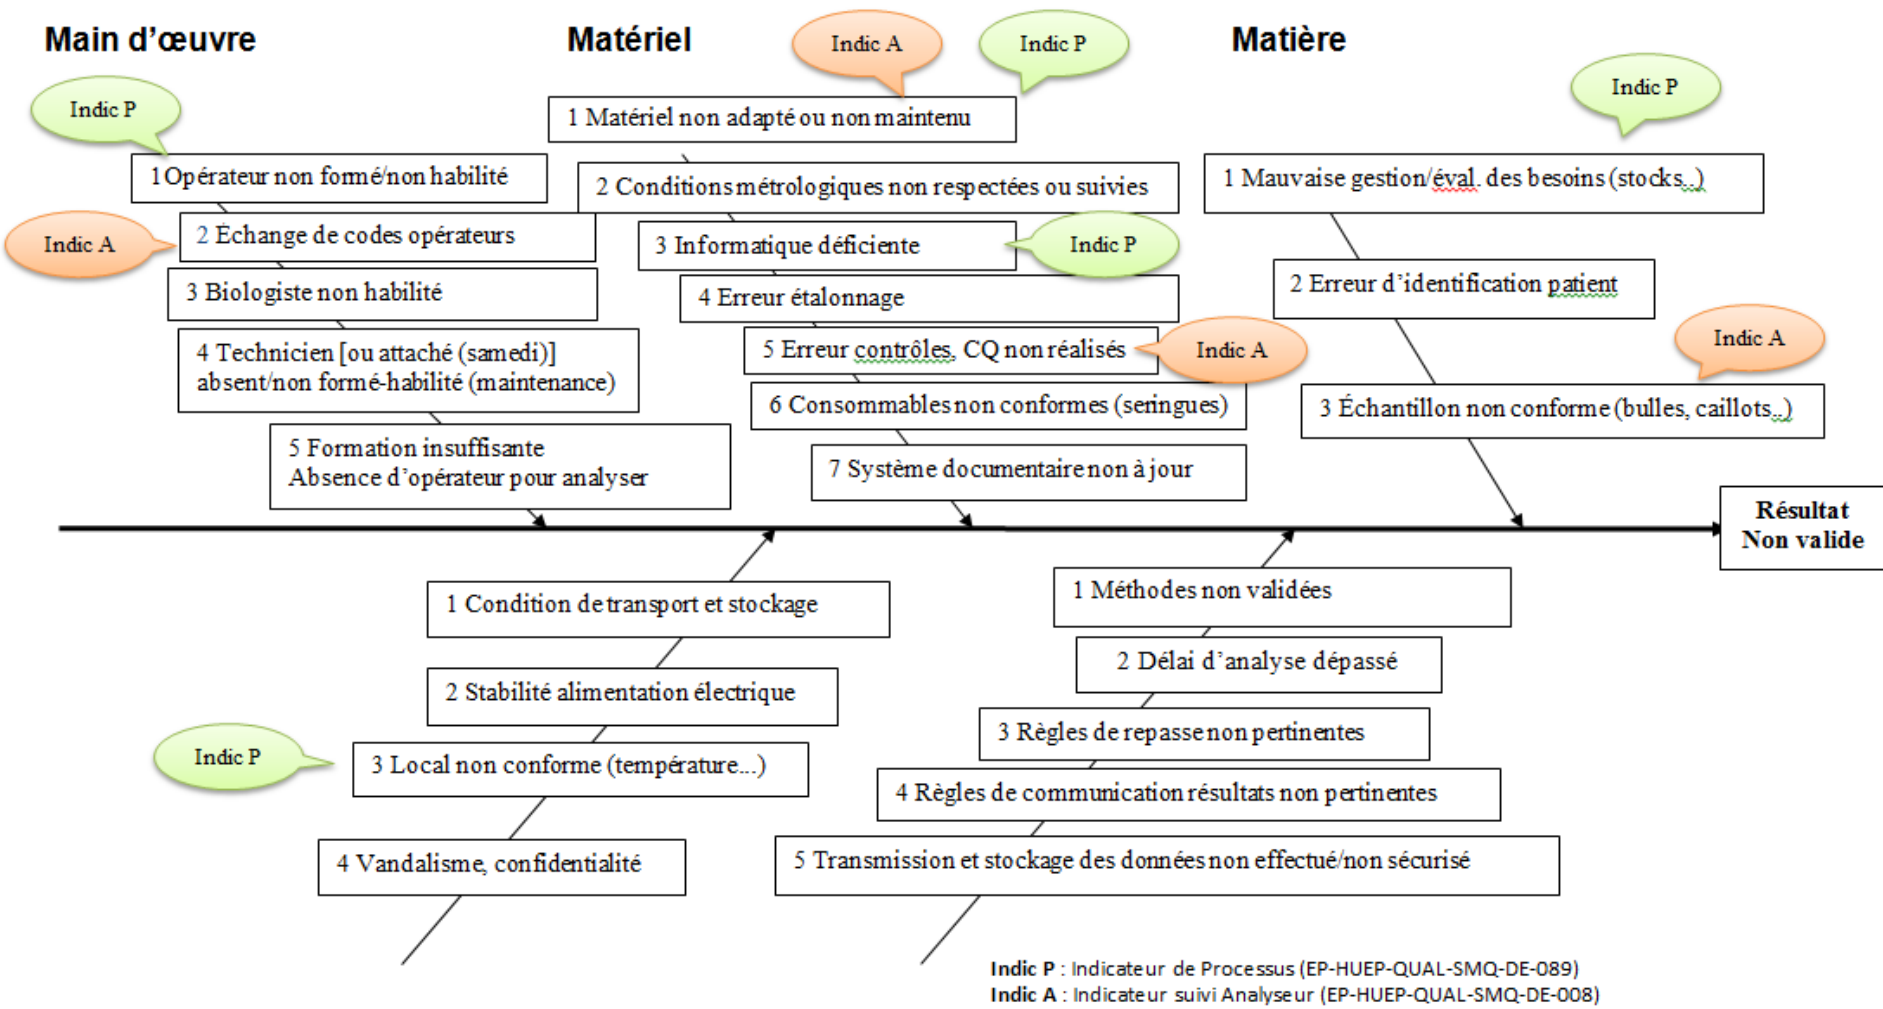 Main d’œuvre
Indic P
1Opérateur non formé/non habilité
Indic A
2 Échange de codes opérateurs
3 Biologiste non habilité
4 Technicien [ou attaché (samedi)]
absent/non formé-habilité (maintenance)
5 Formation insuffisante
Absence d’opérateur pour analyser
Matériel
Indic A
Indic P
1 Matériel non adapté ou non maintenu
2 Conditions métrologiques non respectées ou suivies
3 Informatique déficiente
Indic P
4 Erreur étalonnage
5 Erreur contrôles, CQ non réalisés
Indic A
6 Consommables non conformes (seringues)
7 Système documentaire non à jour
Matière
Indic P
1 Mauvaise gestion/éval. des besoins (stocks..)
2 Erreur d’identification patient
Indic A
3 Échantillon non conforme (bulles, caillots..)
Résultat
Non valide
1 Condition de transport et stockage
2 Stabilité alimentation électrique
Indic P
3 Local non conforme (température...)
4 Vandalisme, confidentialité
1 Méthodes non validées
2 Délai d’analyse dépassé
3 Règles de repasse non pertinentes
4 Règles de communication résultats non pertinentes
5 Transmission et stockage des données non effectué/non sécurisé
Indic P : Indicateur de Processus (EP-HUEP-QUAL-SMQ-DE-089)
Indic A : Indicateur suivi Analyseur (EP-HUEP-QUAL-SMQ-DE-008)